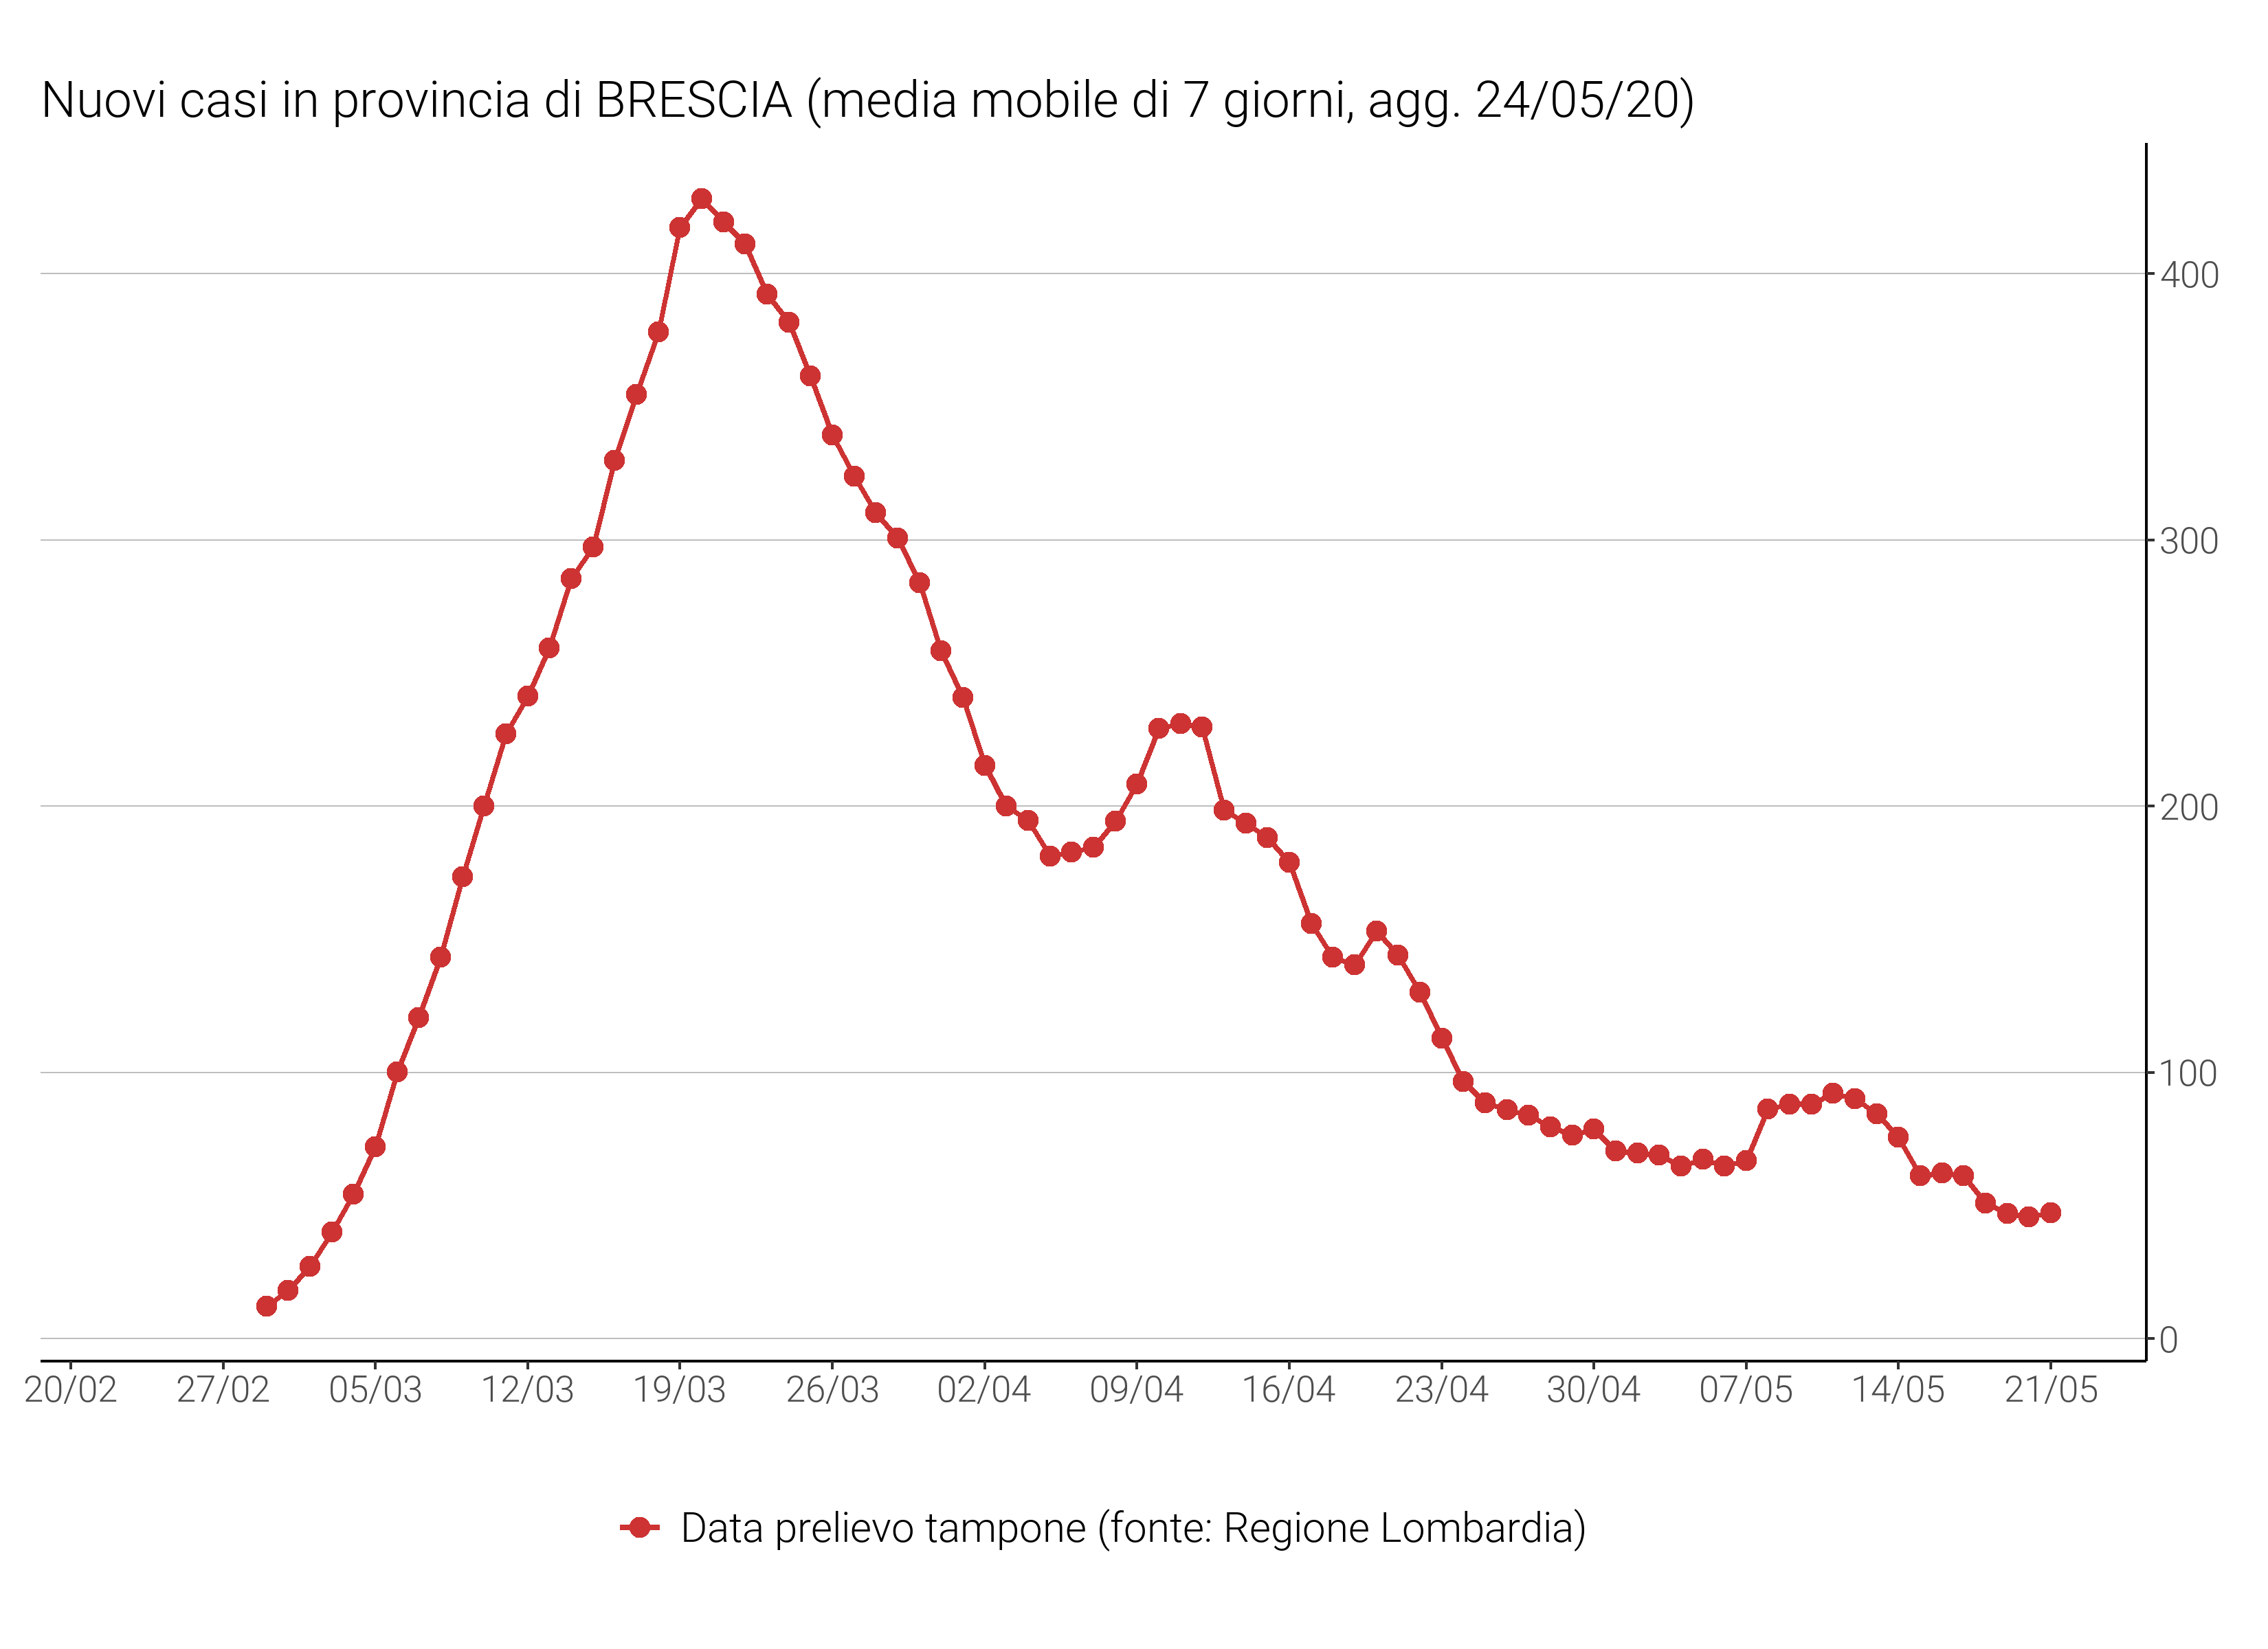 Nuovi casi in provincia di BRESCIA (media mobile di 7 giorni, agg. 24/05/20)
400
300
200
100
0
20/02 27/02 05/03 12/03 19/03 26/03 02/04 09/04 16/04 23/04 30/04 07/05 14/05 21/05
Data prelievo tampone (fonte: Regione Lombardia)